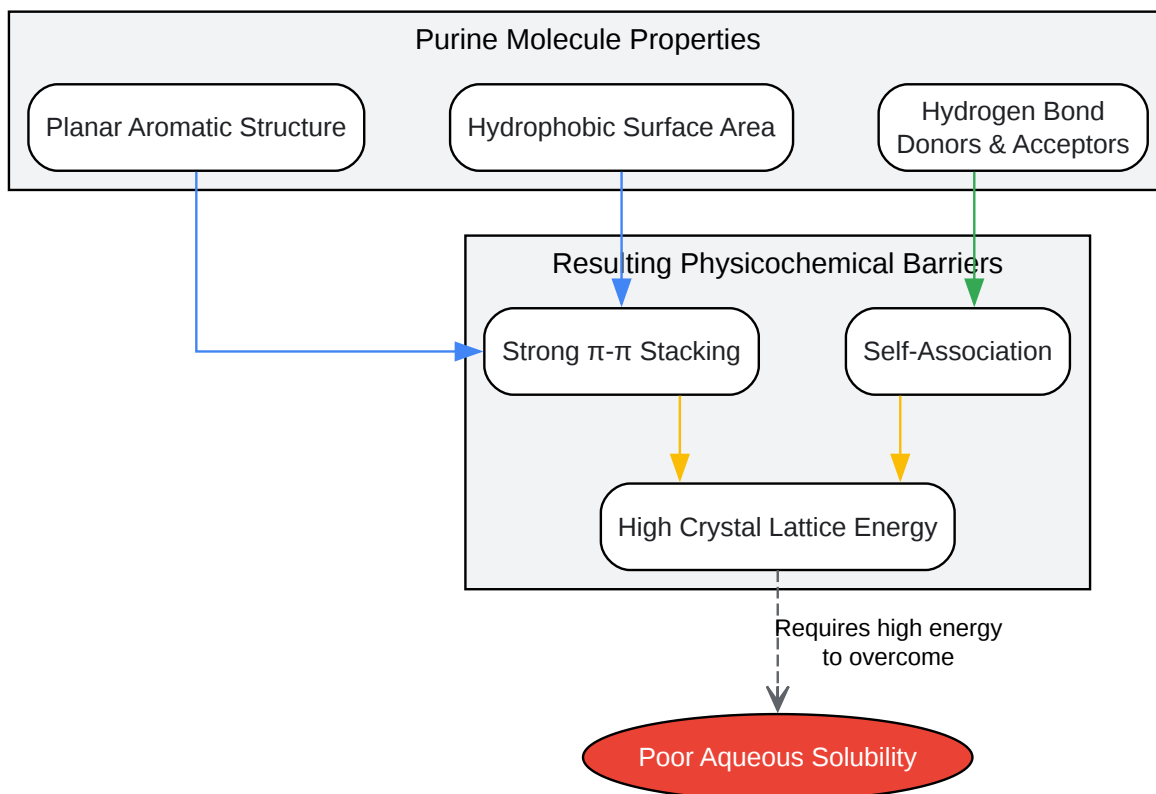 Purine Molecule Properties
Planar Aromatic Structure
Hydrophobic Surface Area
Hydrogen Bond
Donors & Acceptors
Resulting Physicochemical Barriers
Strong π-π Stacking
Self-Association
High Crystal Lattice Energy
Requires high energy
to overcome
Poor Aqueous Solubility